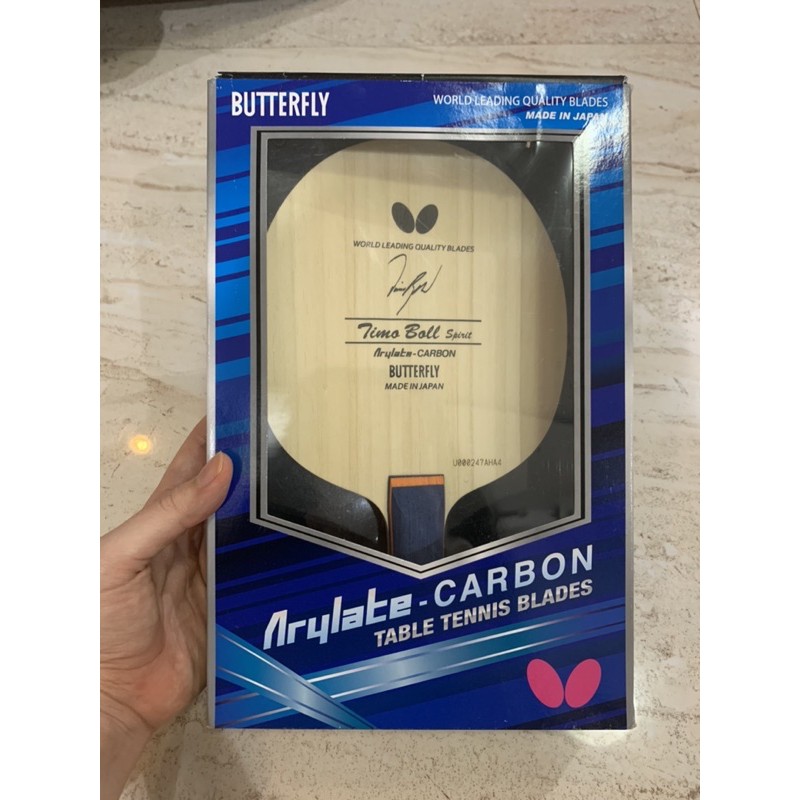 BUTTERFLY
WORLD LEADING QUALITY BLADES
MADE IN JAPAN
WORLD LEADING QUALITY BLADES
Timo Boll Spirit
Arylate-CARBON
BUTTERFLY
MADE IN JAPAN
U000247AHA4
Arylate-CARBON
TABLE TENNIS BLADES